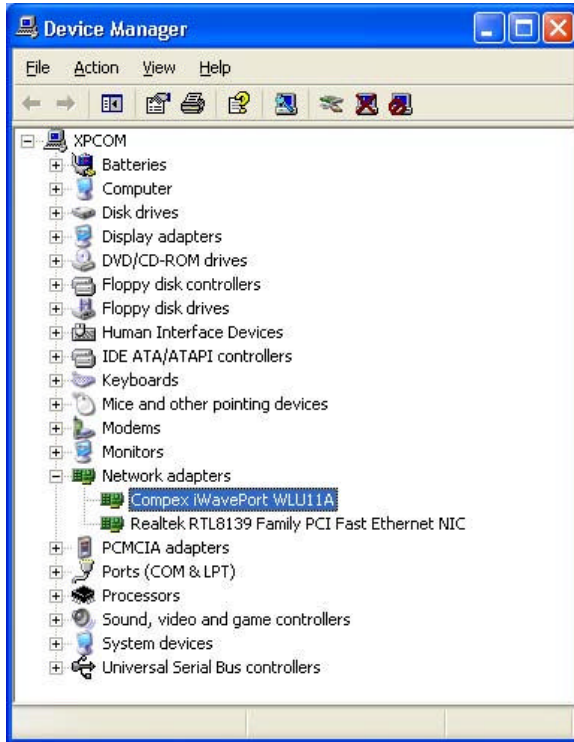 Device Manager
File Action View Help
XPCOM
Batteries
Computer
Disk drives
Display adapters
DVD/CD-ROM drives
Floppy disk controllers
Floppy disk drives
Human Interface Devices
IDE ATA/ATAPI controllers
Keyboards
Mice and other pointing devices
Modems
Monitors
Network adapters
Compex iWavePort WLU11A
Realtek RTL8139 Family PCI Fast Ethernet NIC
PCMCIA adapters
Ports (COM & LPT)
Processors
Sound, video and game controllers
System devices
Universal Serial Bus controllers